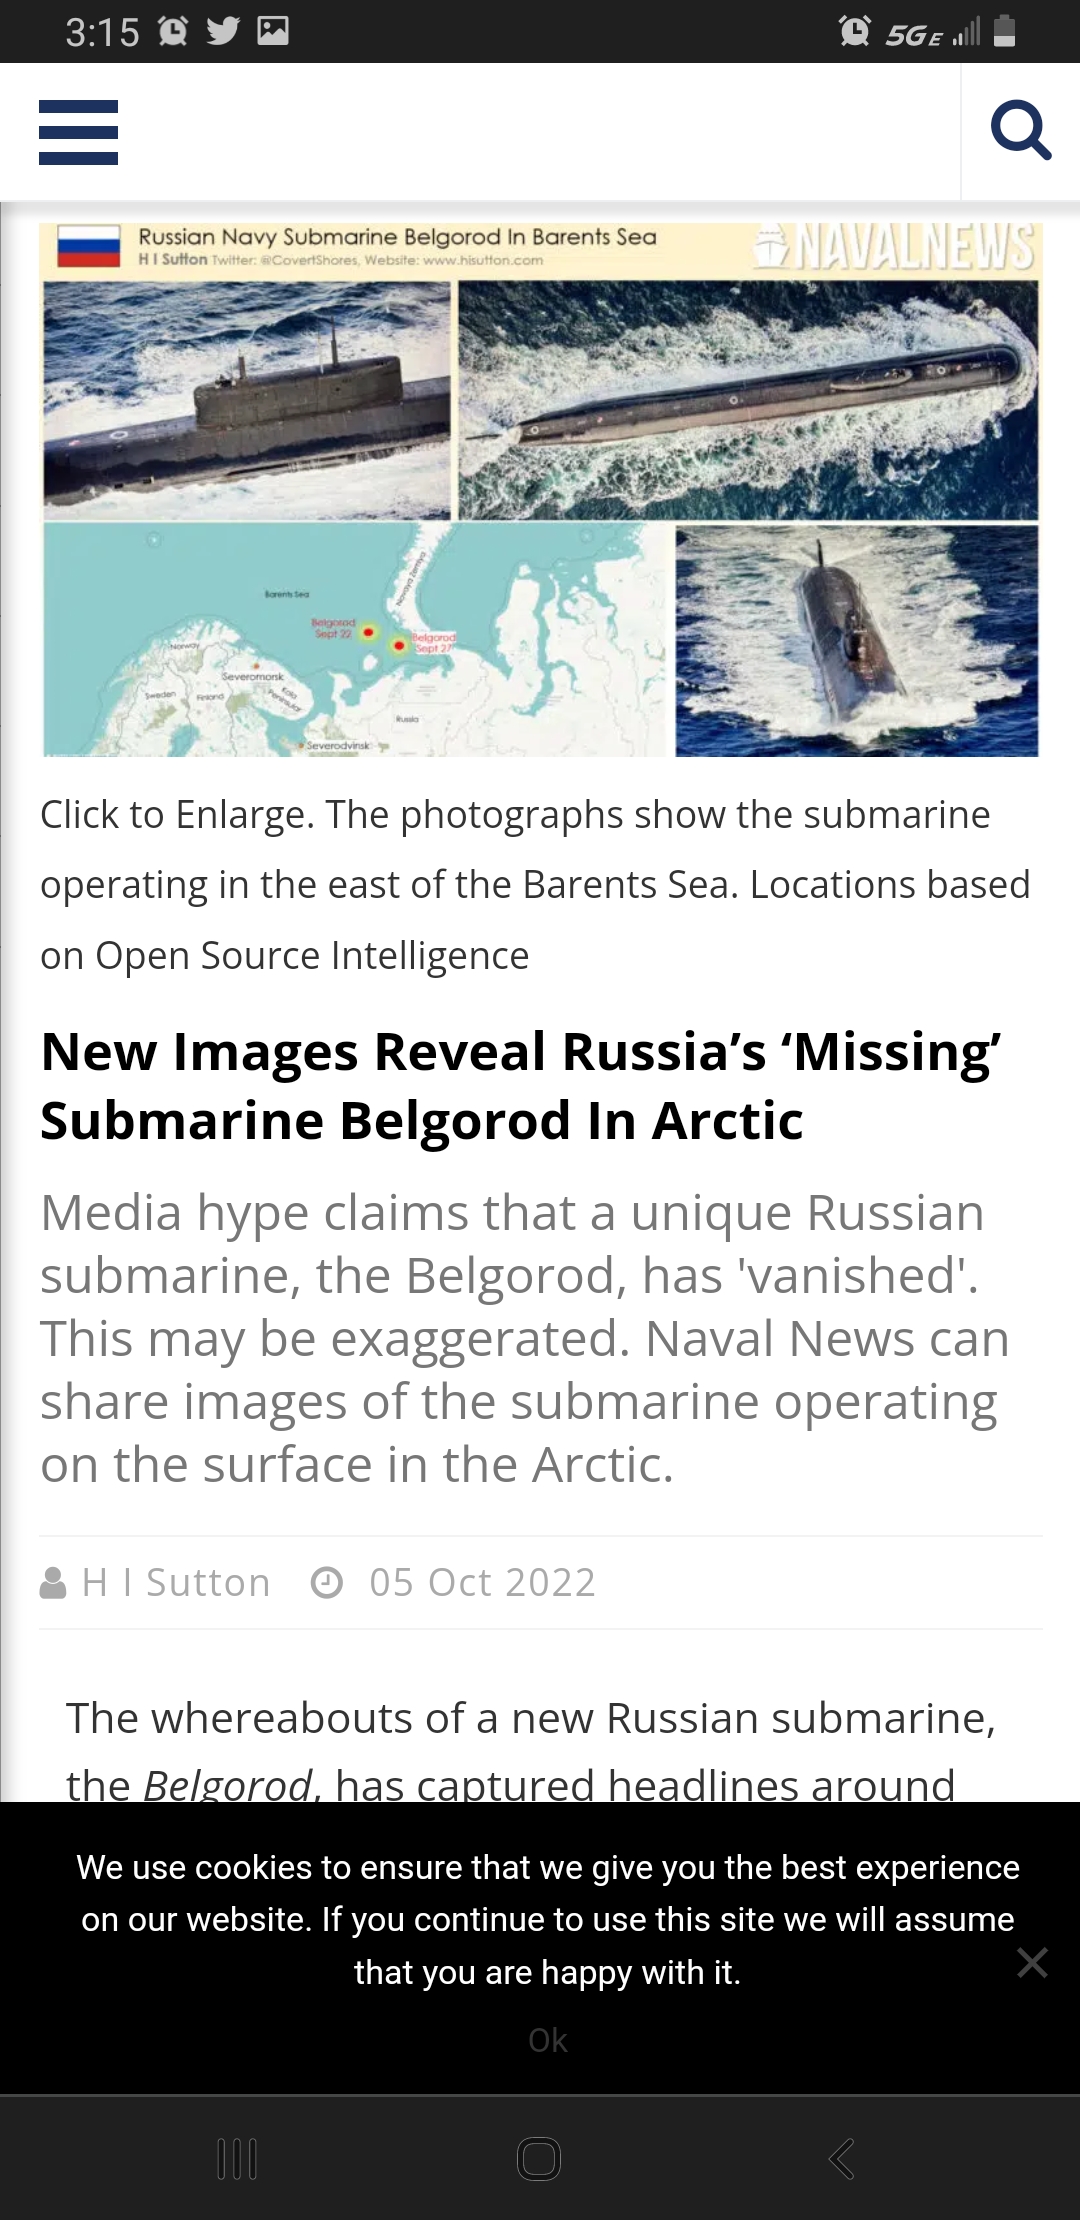 3:15
5GE
Russian Navy Submarine Belgorod In Barents Sea
H I Sutton Twitter: @CovertShores, Website: www.hisutton.com
NAVALNEWS
Barents Sea
Novaya Zemlya
Belgorod
Sept 22
Belgorod
Sept 27
Norway
Severomorsk
Sweden
Finland
Kola
Peninsular
Russia
Severodvinsk
Click to Enlarge. The photographs show the submarine
operating in the east of the Barents Sea. Locations based
on Open Source Intelligence
New Images Reveal Russia’s ‘Missing’
Submarine Belgorod In Arctic
Media hype claims that a unique Russian
submarine, the Belgorod, has 'vanished'.
This may be exaggerated. Naval News can
share images of the submarine operating
on the surface in the Arctic.
H I Sutton 05 Oct 2022
The whereabouts of a new Russian submarine,
the Belgorod, has captured headlines around
We use cookies to ensure that we give you the best experience
on our website. If you continue to use this site we will assume
that you are happy with it.
Ok